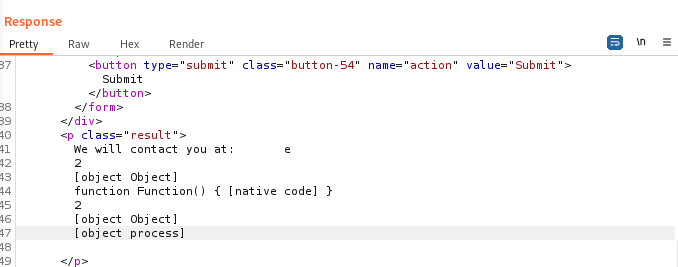 Response
Pretty Raw Hex Render \n
37 <button type="submit" class="button-54" name="action" value="Submit">
Submit
</button>
38 </form>
39 </div>
40 <p class="result">
41 We will contact you at: e
42 2
43 [object Object]
44 function Function() { [native code] }
45 2
46 [object Object]
47 [object process]
48
49 </p>